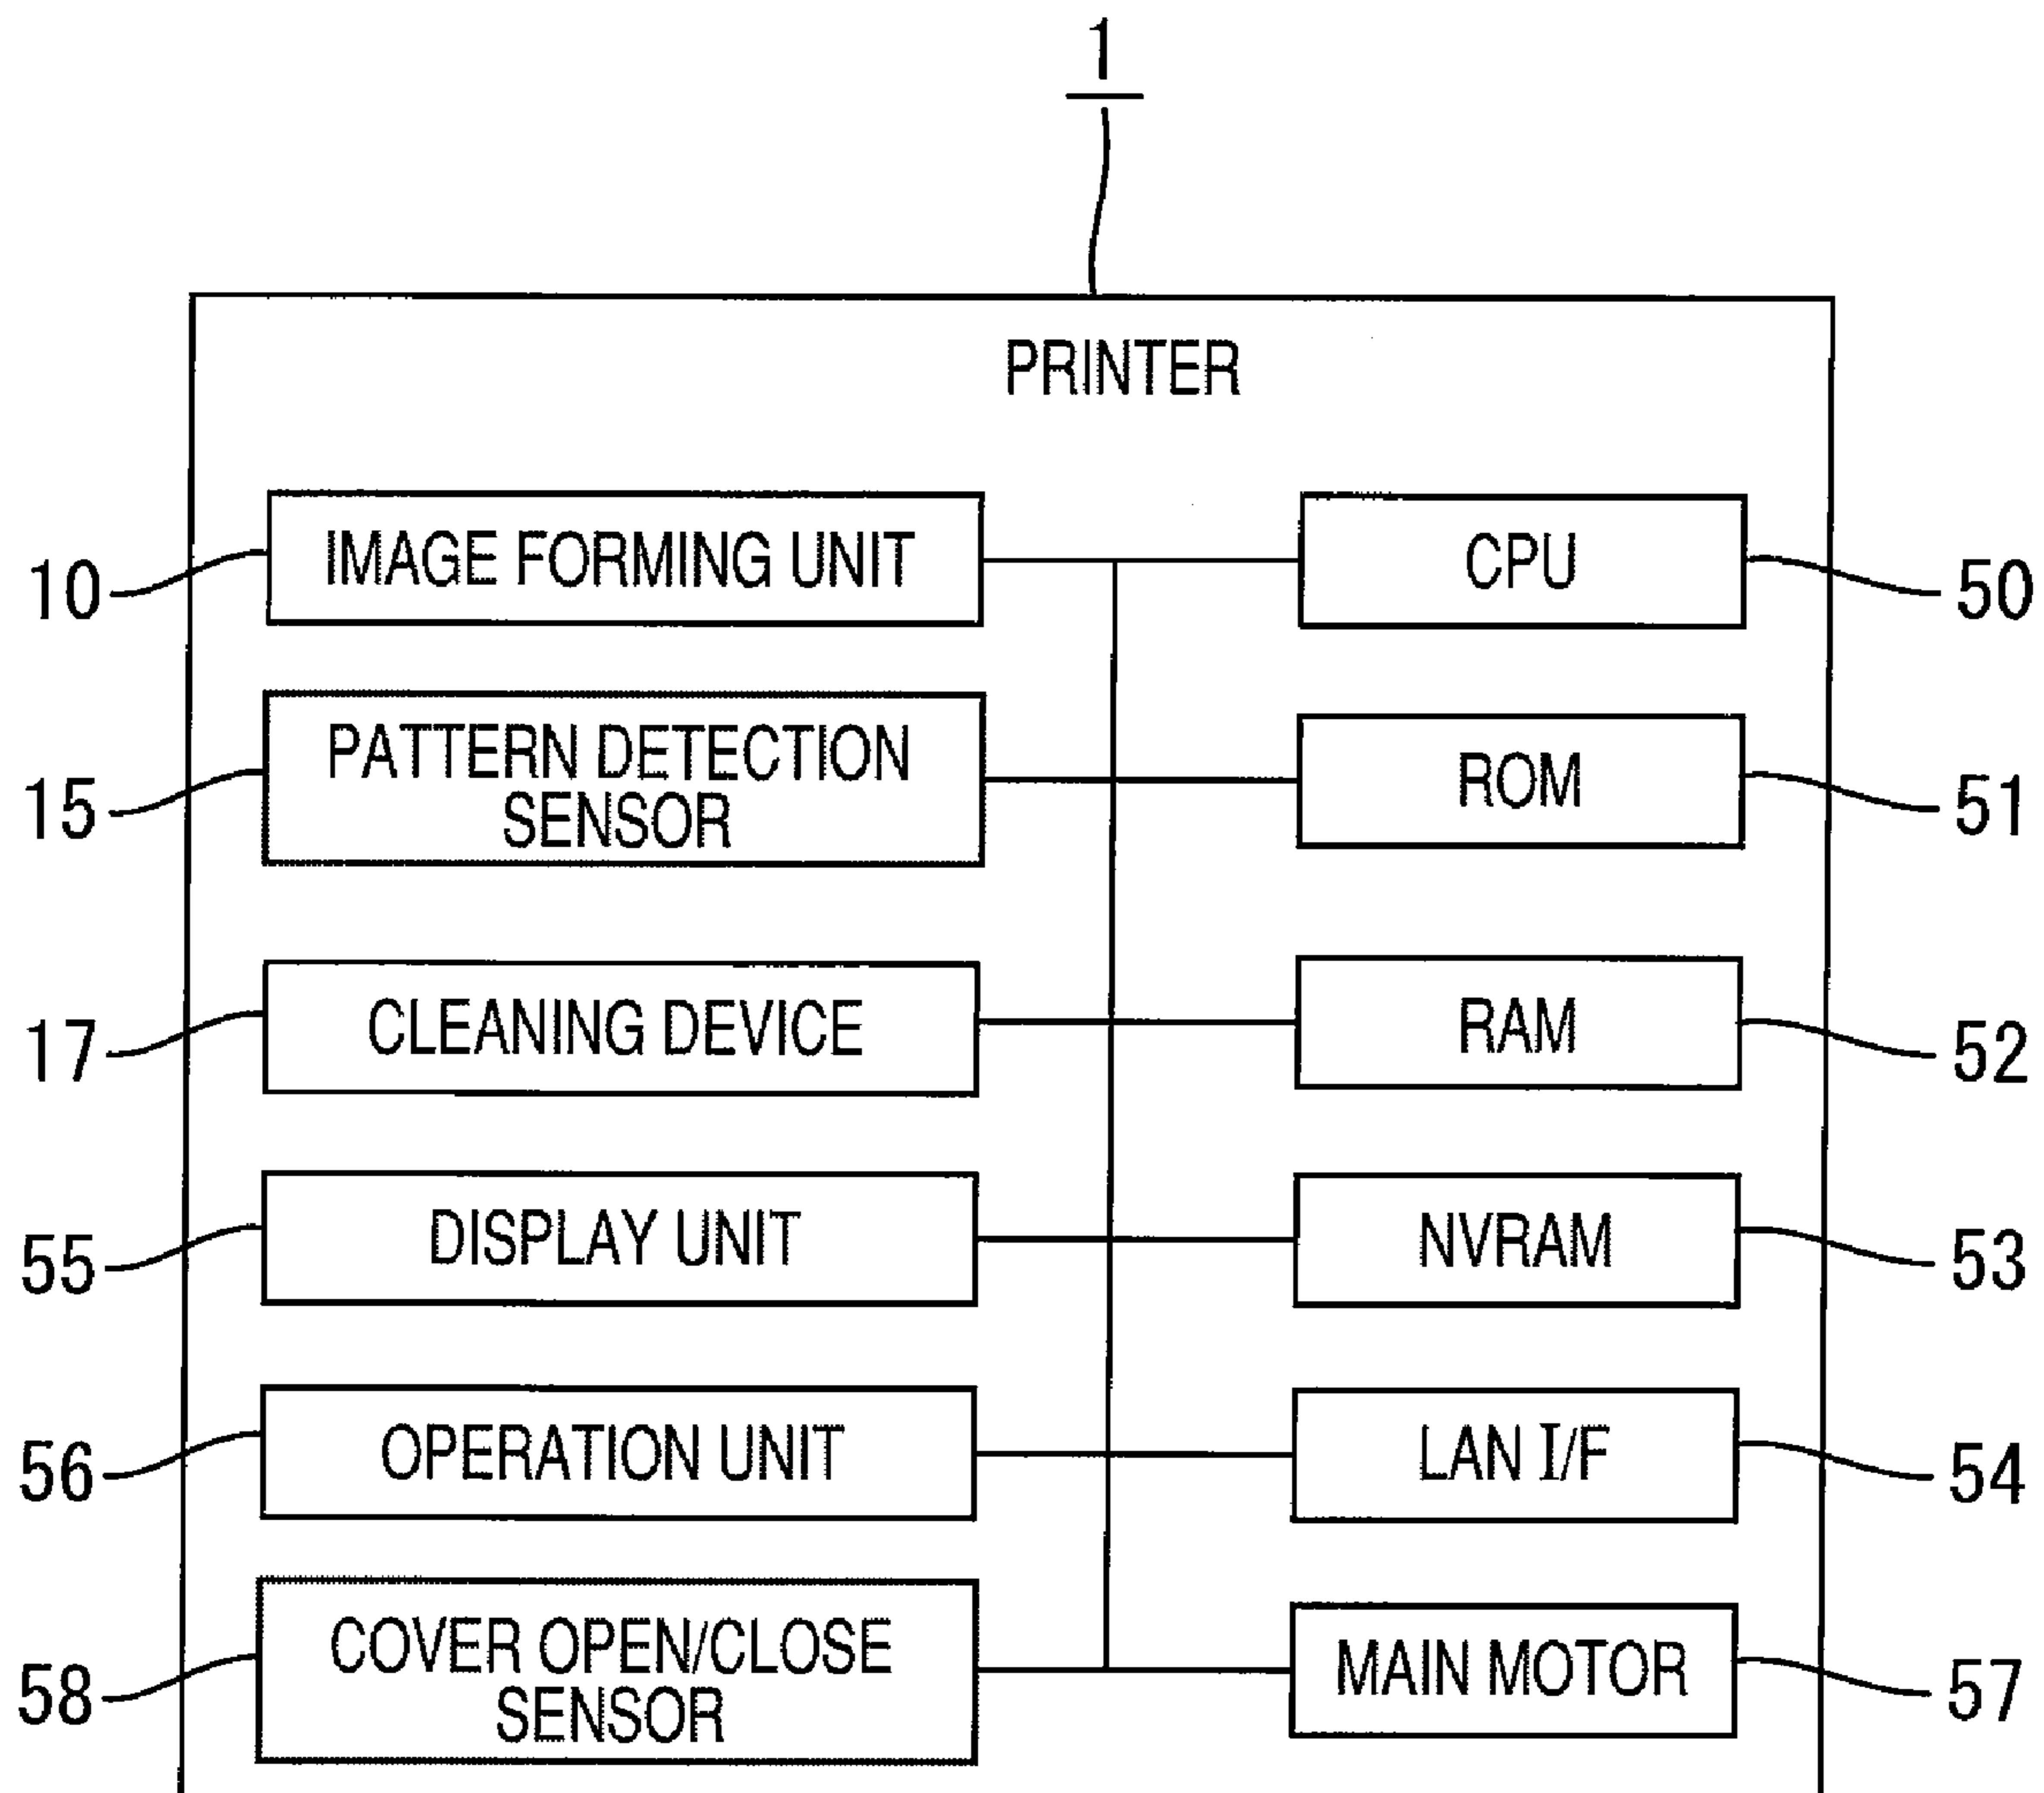 1
PRINTER
IMAGE FORMING UNIT
CPU
10
50
PATTERN DETECTION
SENSOR
ROM
15
51
CLEANING DEVICE
RAM
17
52
DISPLAY UNIT
NVRAM
55
53
OPERATION UNIT
LAN I/F
56
54
COVER OPEN/CLOSE
SENSOR
MAIN MOTOR
58
57